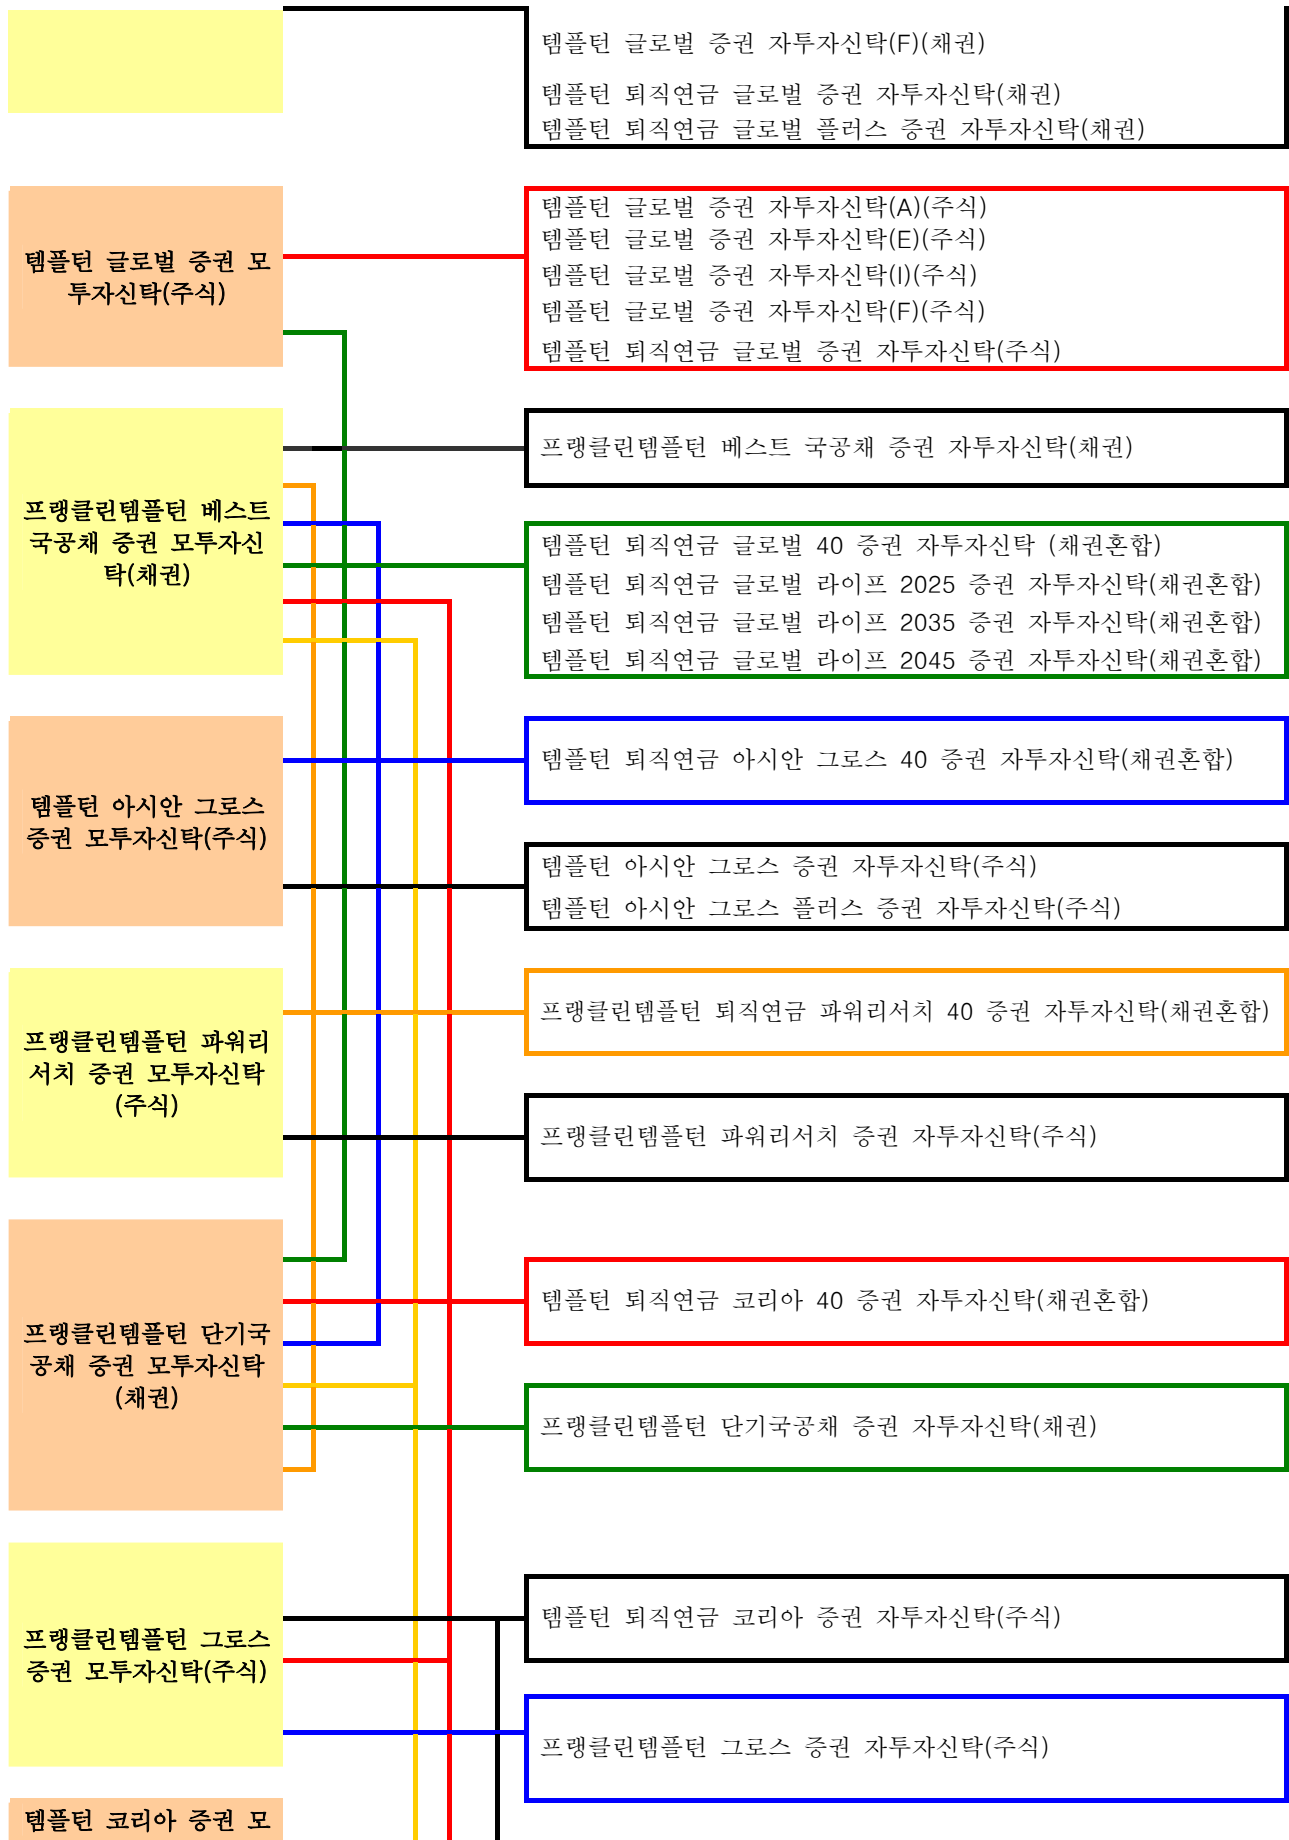 템플턴 글로벌 증권 자투자신탁(F)(채권)
템플턴 퇴직연금 글로벌 증권 자투자신탁(채권)
템플턴 퇴직연금 글로벌 플러스 증권 자투자신탁(채권)
템플턴 글로벌 증권 모
투자신탁(주식)
템플턴 글로벌 증권 자투자신탁(A)(주식)
템플턴 글로벌 증권 자투자신탁(E)(주식)
템플턴 글로벌 증권 자투자신탁(I)(주식)
템플턴 글로벌 증권 자투자신탁(F)(주식)
템플턴 퇴직연금 글로벌 증권 자투자신탁(주식)
프랭클린템플턴 베스트
국공채 증권 모투자신
탁(채권)
프랭클린템플턴 베스트 국공채 증권 자투자신탁(채권)
템플턴 퇴직연금 글로벌 40 증권 자투자신탁 (채권혼합)
템플턴 퇴직연금 글로벌 라이프 2025 증권 자투자신탁(채권혼합)
템플턴 퇴직연금 글로벌 라이프 2035 증권 자투자신탁(채권혼합)
템플턴 퇴직연금 글로벌 라이프 2045 증권 자투자신탁(채권혼합)
템플턴 아시안 그로스
증권 모투자신탁(주식)
템플턴 퇴직연금 아시안 그로스 40 증권 자투자신탁(채권혼합)
템플턴 아시안 그로스 증권 자투자신탁(주식)
템플턴 아시안 그로스 플러스 증권 자투자신탁(주식)
프랭클린템플턴 파워리
서치 증권 모투자신탁
(주식)
프랭클린템플턴 퇴직연금 파워리서치 40 증권 자투자신탁(채권혼합)
프랭클린템플턴 파워리서치 증권 자투자신탁(주식)
프랭클린템플턴 단기국
공채 증권 모투자신탁
(채권)
템플턴 퇴직연금 코리아 40 증권 자투자신탁(채권혼합)
프랭클린템플턴 단기국공채 증권 자투자신탁(채권)
프랭클린템플턴 그로스
증권 모투자신탁(주식)
템플턴 퇴직연금 코리아 증권 자투자신탁(주식)
프랭클린템플턴 그로스 증권 자투자신탁(주식)
템플턴 코리아 증권 모